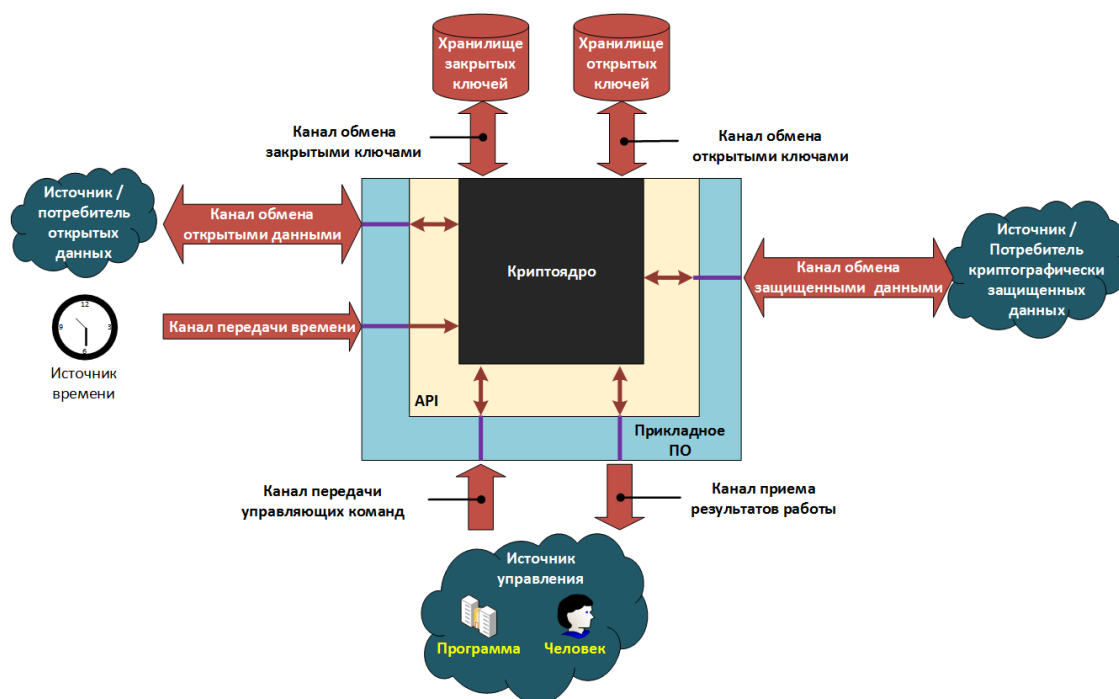 Хранилище
закрытых
ключей
Хранилище
открытых
ключей
Канал обмена
закрытыми ключами
Канал обмена
открытыми ключами
Источник /
потребитель
открытых
данных
Канал обмена
открытыми данными
Криптоядро
Канал обмена
защищенными данными
Источник /
Потребитель
криптографически
защищенных
данных
12
9
3
6
Канал передачи времени
Источник
времени
API
Прикладное
ПО
Канал передачи
управляющих команд
Канал приема
результатов работы
Источник
управления
Программа
Человек